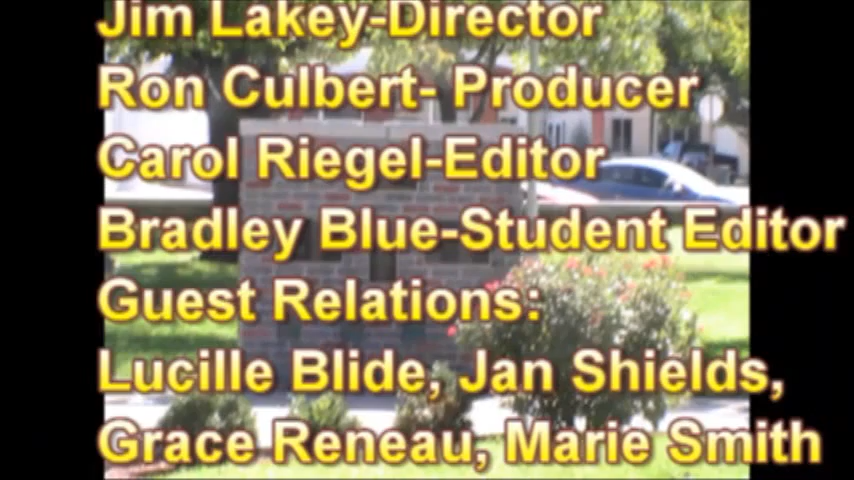 Jim Lakey-Director
Ron Culbert- Producer
Carol Riegel-Editor
Bradley Blue-Student Editor
Guest Relations:
Lucille Blide, Jan Shields,
Grace Reneau, Marie Smith